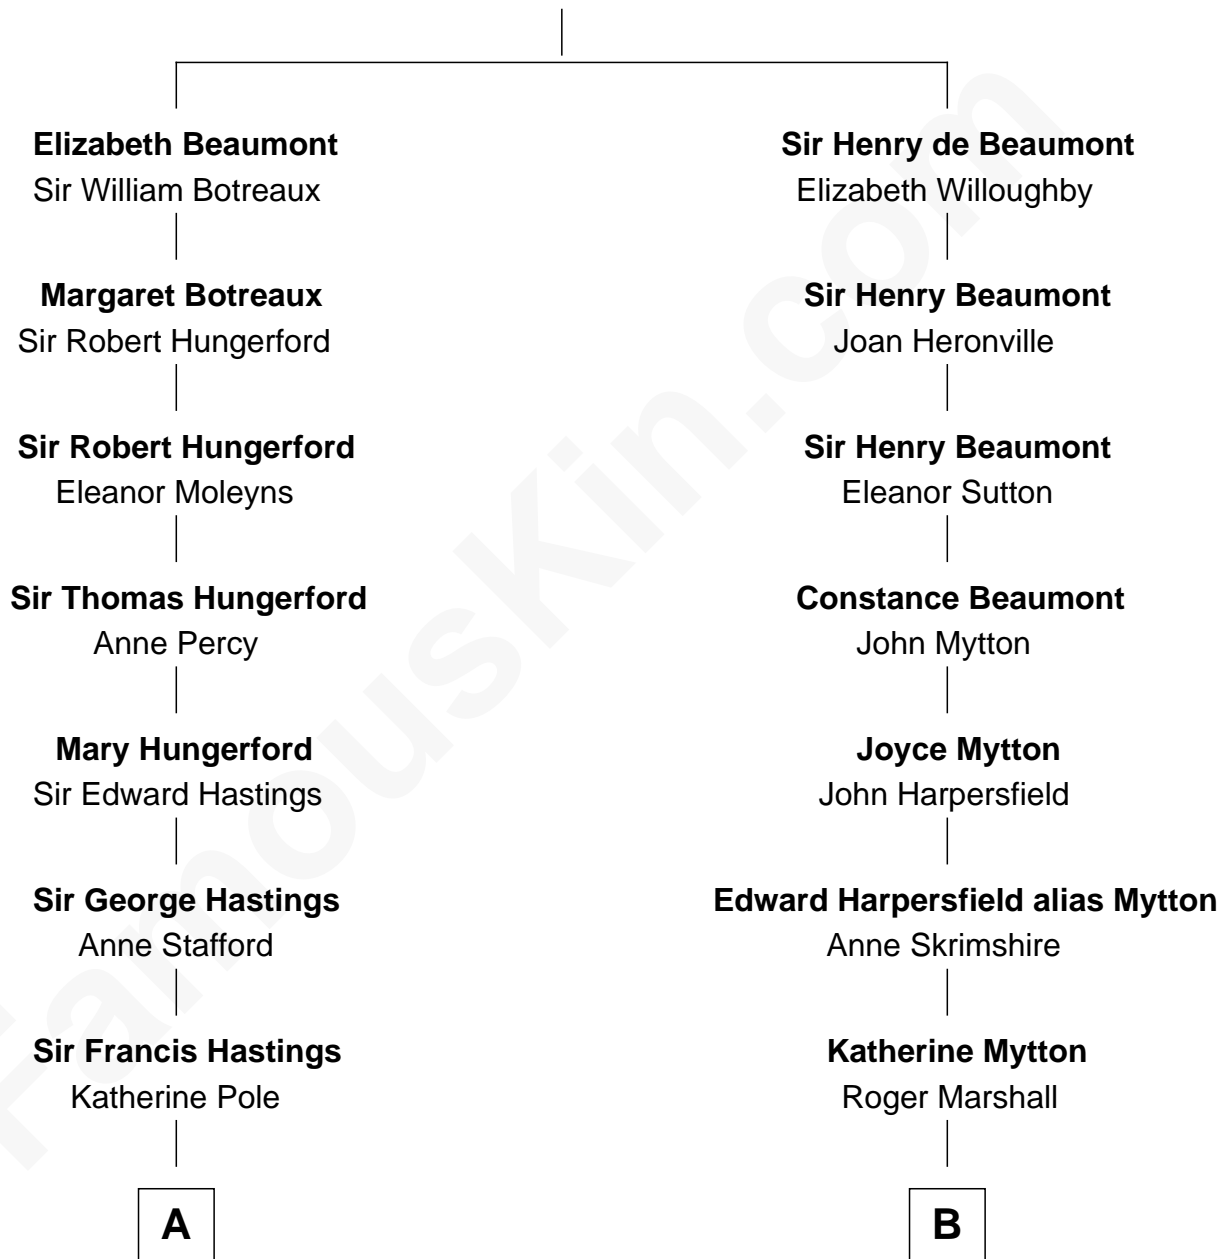 Elizabeth Beaumont
Sir William Botreaux
Margaret Botreaux
Sir Robert Hungerford
Sir Robert Hungerford
Eleanor Moleyns
Sir Thomas Hungerford
Anne Percy
Mary Hungerford
Sir Edward Hastings
Sir George Hastings
Anne Stafford
Sir Francis Hastings
Katherine Pole
A
Sir Henry de Beaumont
Elizabeth Willoughby
Sir Henry Beaumont
Joan Heronville
Sir Henry Beaumont
Eleanor Sutton
Constance Beaumont
John Mytton
Joyce Mytton
John Harpersfield
Edward Harpersfield alias Mytton
Anne Skrimshire
Katherine Mytton
Roger Marshall
B
FamousKin.com